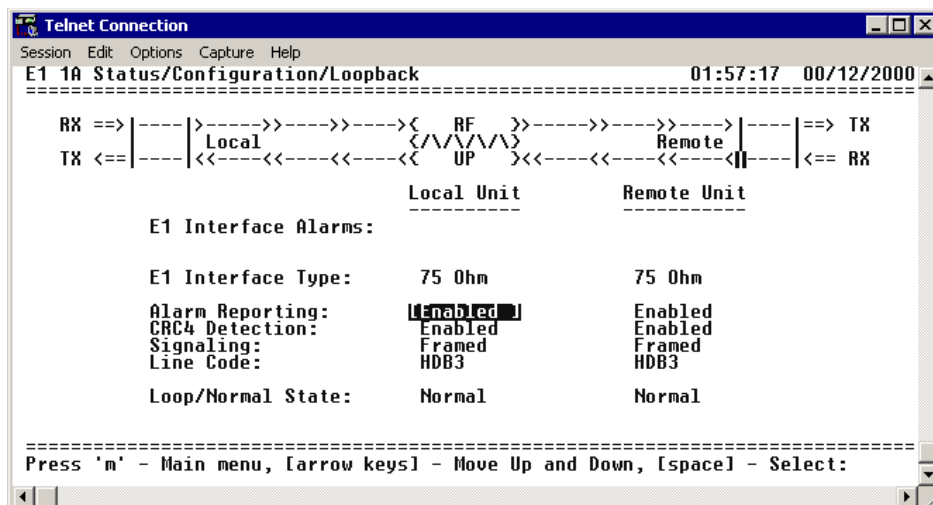 Telnet Connection
Session Edit Options Capture Help
E1 1A Status/Configuration/Loopback 01:57:17 00/12/2000
================================================================================
RX ==>|----|>----->>---->>---->{ RF }>----->>---->>---->|----|==> TX
|Local {/\/\/\/\} Remote |
TX <==|----|<<----<<----<<----<{ UP }<<----<<----<<----<||----|<== RX
Local Unit Remote Unit
---------- -----------
E1 Interface Alarms:
E1 Interface Type: 75 Ohm 75 Ohm
Alarm Reporting: [Enabled ] Enabled
CRC4 Detection: Enabled Enabled
Signaling: Framed Framed
Line Code: HDB3 HDB3
Loop/Normal State: Normal Normal
================================================================================
Press 'm' - Main menu, [arrow keys] - Move Up and Down, [space] - Select: